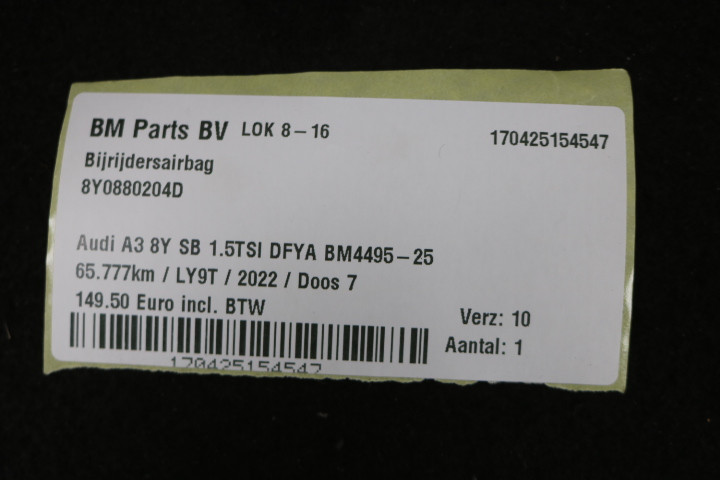 BM Parts BV LOK 8-16 170425154547
Bijrijdersairbag
8Y0880204D
Audi A3 8Y SB 1.5TSI DFYA BM4495-25
65.777km / LY9T / 2022 / Doos 7
149.50 Euro incl. BTW
Verz: 10
Aantal: 1
170425154547